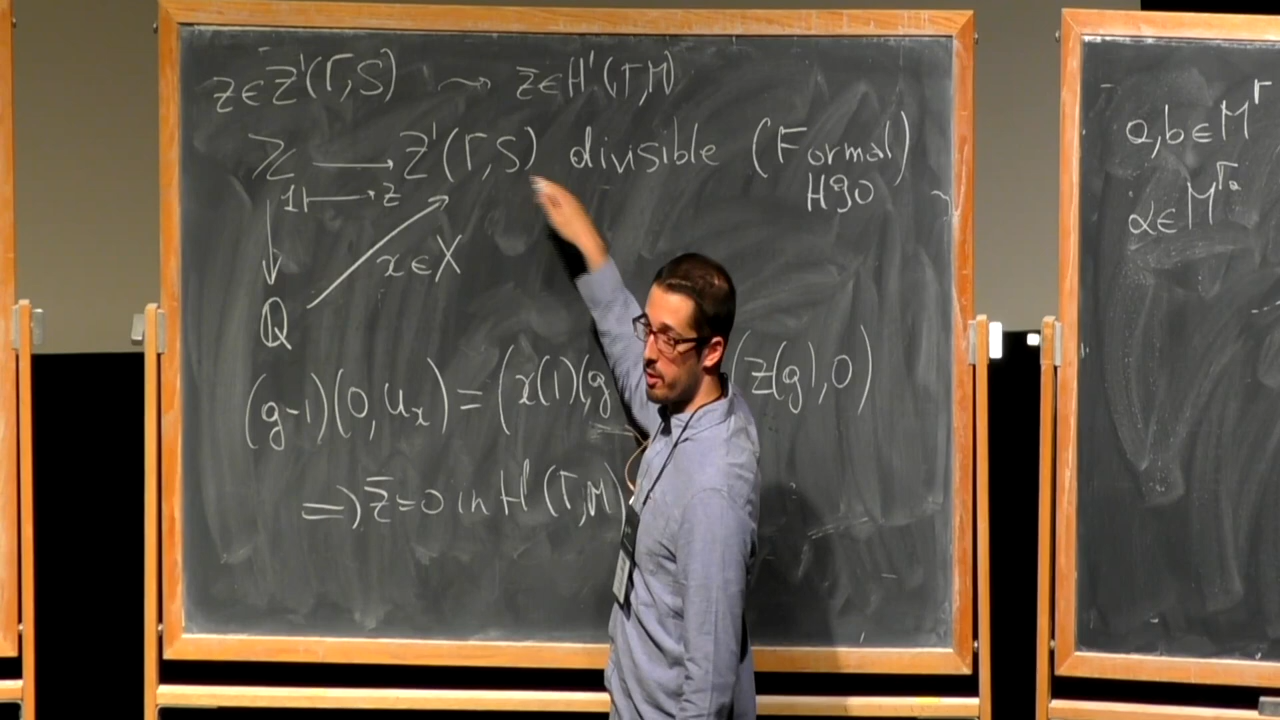 z∈Z¹(Γ,S) ⇝ z∈H¹(Γ,M)
ℤ ⟶ Z¹(Γ,S) divisible (Formal)
H90
1 ⟼ z
x∈X
ℚ
(g-1)(0,u_x) = (x(1)(g (z(g),0)
⇒) z̄=0 in H¹(Γ,M)
a,b∈M^Γ
α∈M^Γa